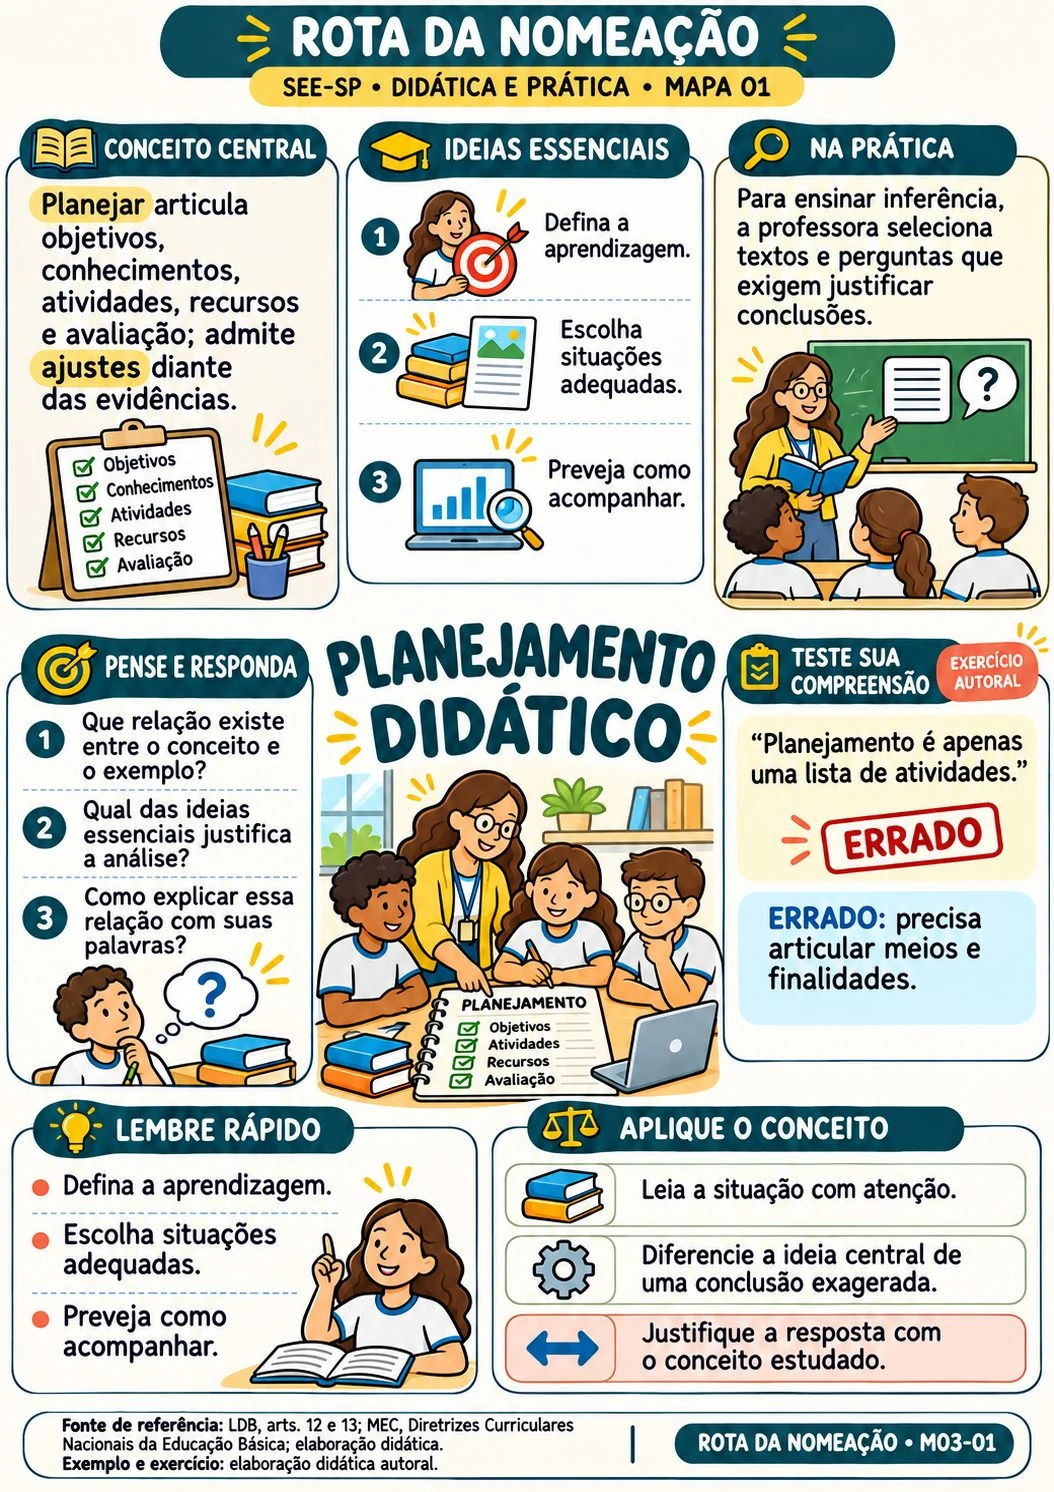 ROTA DA NOMEAÇÃO
SEE-SP • DIDÁTICA E PRÁTICA • MAPA 01
CONCEITO CENTRAL
Planejar articula
objetivos,
conhecimentos,
atividades, recursos
e avaliação; admite
ajustes diante
das evidências.
Objetivos
Conhecimentos
Atividades
Recursos
Avaliação
IDEIAS ESSENCIAIS
1
Defina a
aprendizagem.
2
Escolha
situações
adequadas.
3
Preveja como
acompanhar.
NA PRÁTICA
Para ensinar inferência,
a professora seleciona
textos e perguntas que
exigem justificar
conclusões.
?
PENSE E RESPONDA
1
Que relação existe
entre o conceito e
o exemplo?
2
Qual das ideias
essenciais justifica
a análise?
3
Como explicar essa
relação com suas
palavras?
?
PLANEJAMENTO
DIDÁTICO
PLANEJAMENTO
Objetivos
Atividades
Recursos
Avaliação
TESTE SUA
COMPREENSÃO
EXERCÍCIO
AUTORAL
“Planejamento é apenas
uma lista de atividades.”
ERRADO
ERRADO: precisa
articular meios e
finalidades.
LEMBRE RÁPIDO
Defina a aprendizagem.
Escolha situações
adequadas.
Preveja como
acompanhar.
APLIQUE O CONCEITO
Leia a situação com atenção.
Diferencie a ideia central de
uma conclusão exagerada.
Justifique a resposta com
o conceito estudado.
Fonte de referência: LDB, arts. 12 e 13; MEC, Diretrizes Curriculares
Nacionais da Educação Básica; elaboração didática.
Exemplo e exercício: elaboração didática autoral.
ROTA DA NOMEAÇÃO • M03-01